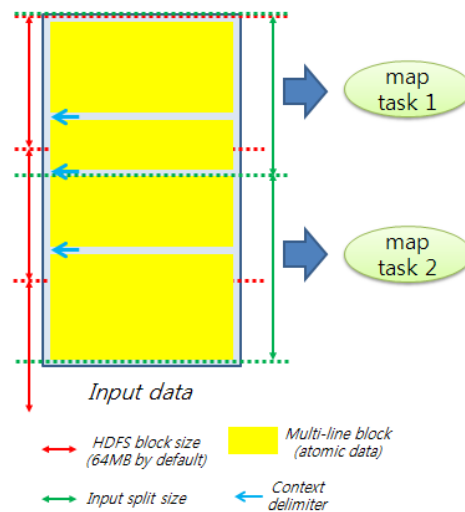 map
task 1
map
task 2
Input data
HDFS block size
(64MB by default)
Multi-line block
(atomic data)
Input split size
Context
delimiter